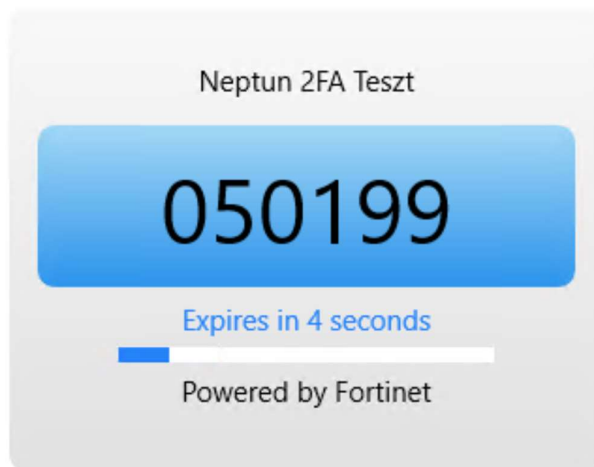 Neptun 2FA Teszt
050199
Expires in 4 seconds
Powered by Fortinet